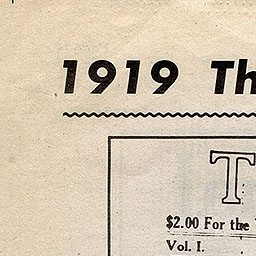 1919 Th
T
$2.00 For the
Vol. I.